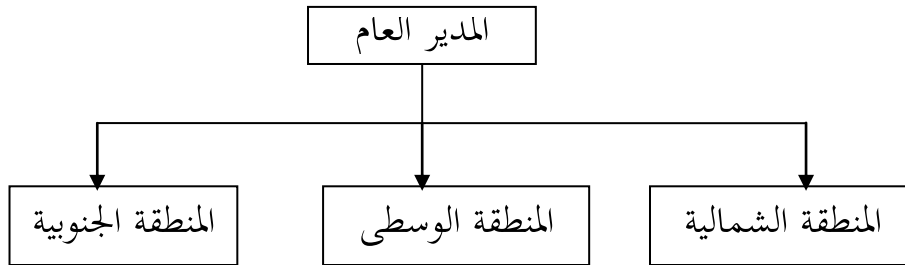 المدير العام
المنطقة الشمالية
المنطقة الوسطى
المنطقة الجنوبية